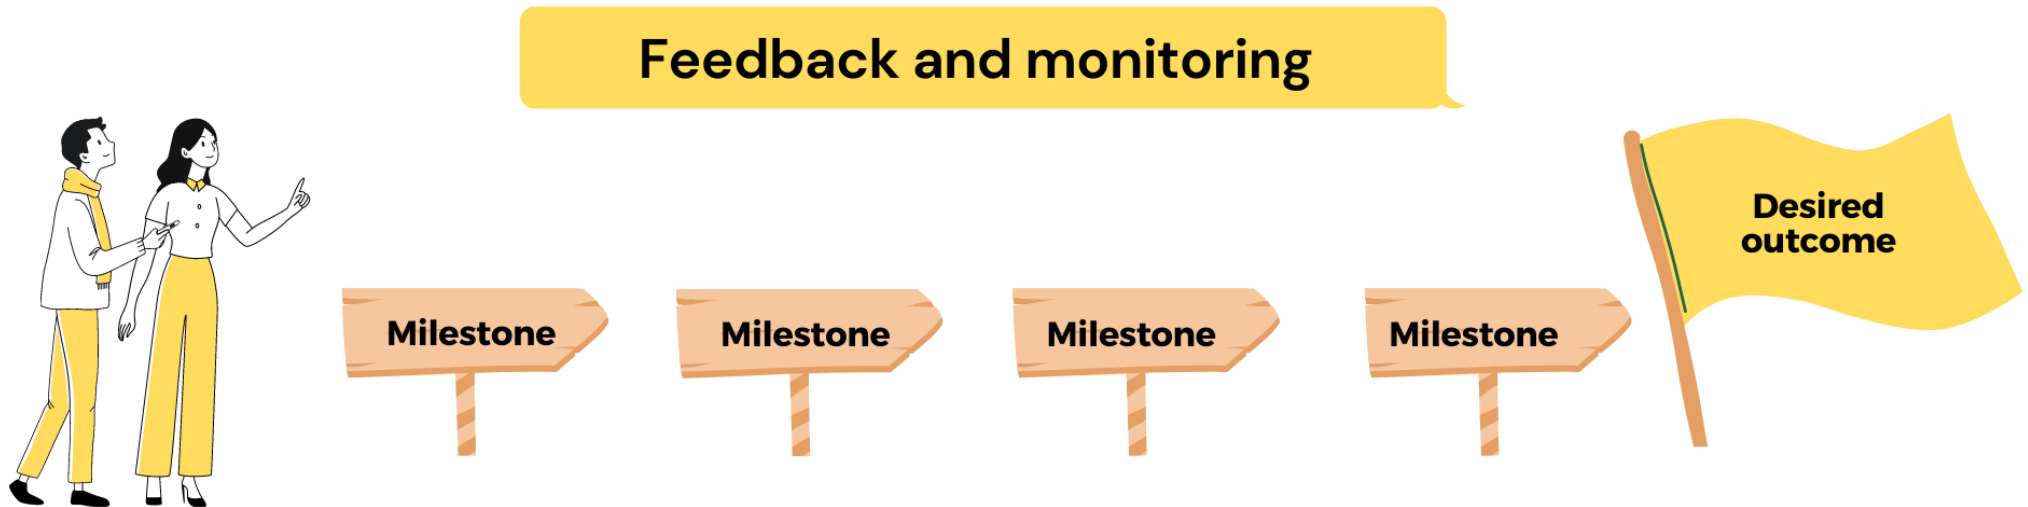 Feedback and monitoring
Milestone
Milestone
Milestone
Milestone
Desired
outcome